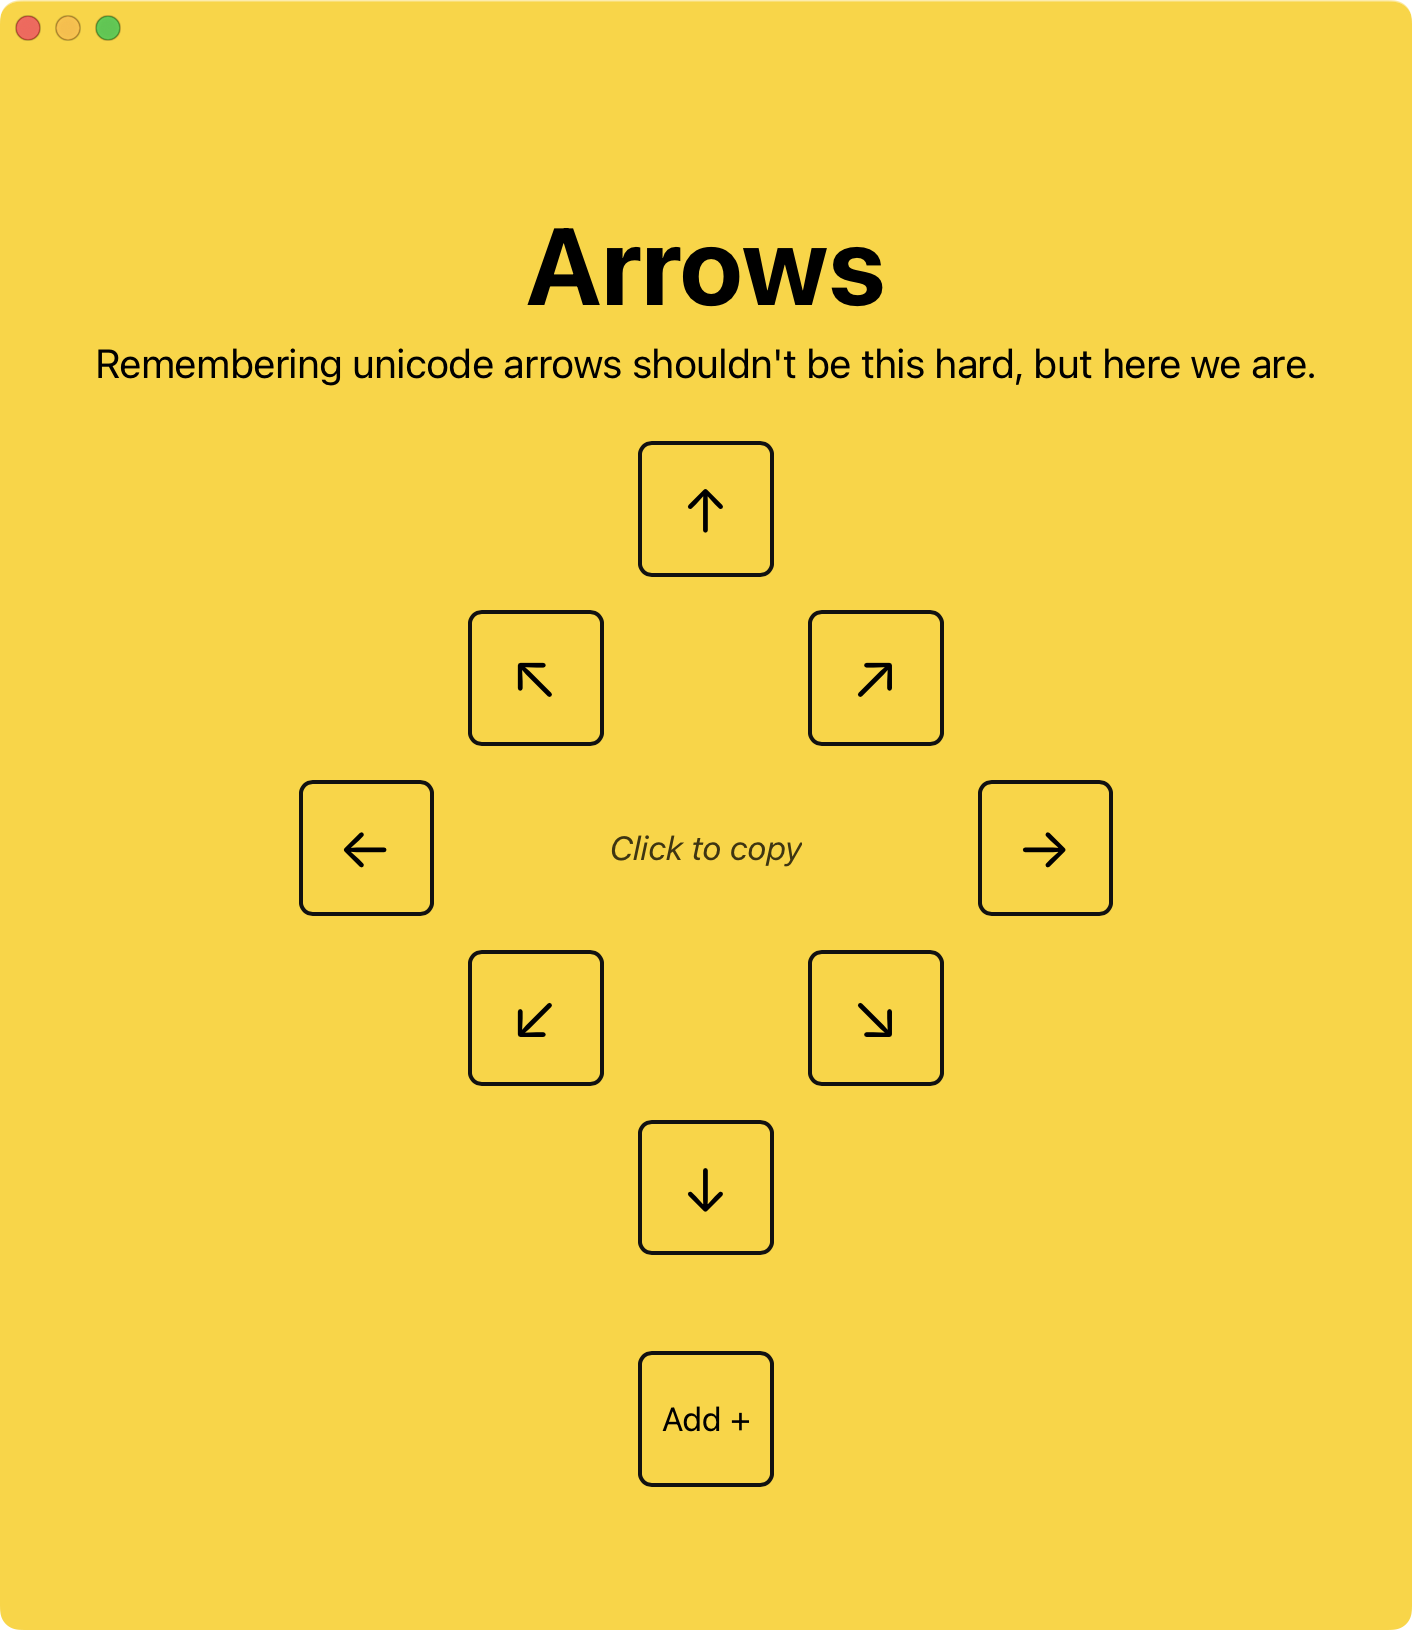 Arrows
Remembering unicode arrows shouldn't be this hard, but here we are.
↑
↖ ↗
← Click to copy →
↙ ↘
↓
Add +